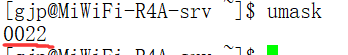 [gjp@MiWiFi-R4A-srv ~]$ umask
0022
[gjp@MiWiFi-R4A-srv ~]$